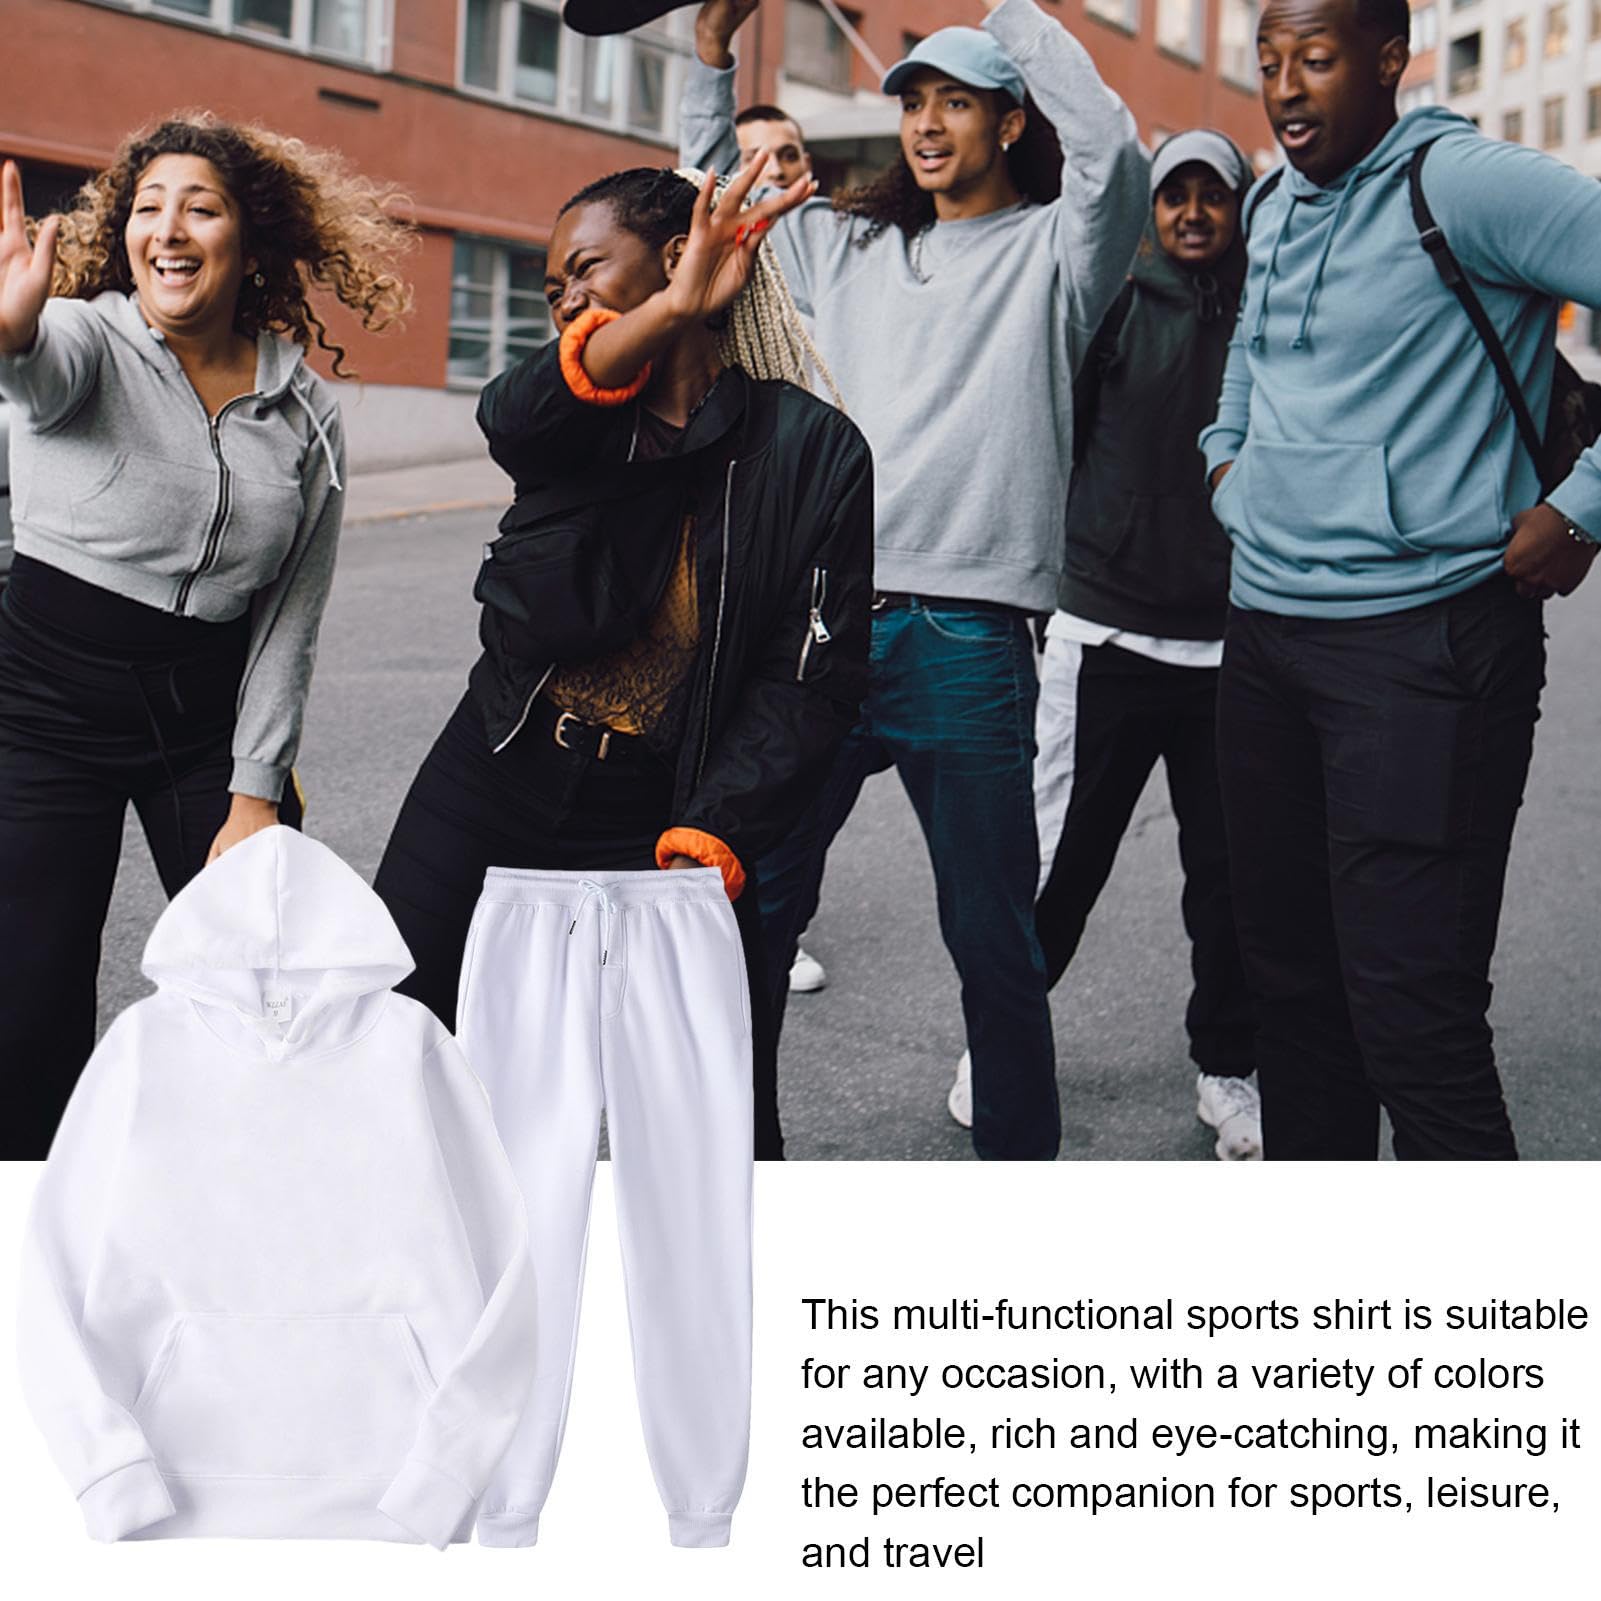 This multi-functional sports shirt is suitable
for any occasion, with a variety of colors
available, rich and eye-catching, making it
the perfect companion for sports, leisure,
and travel